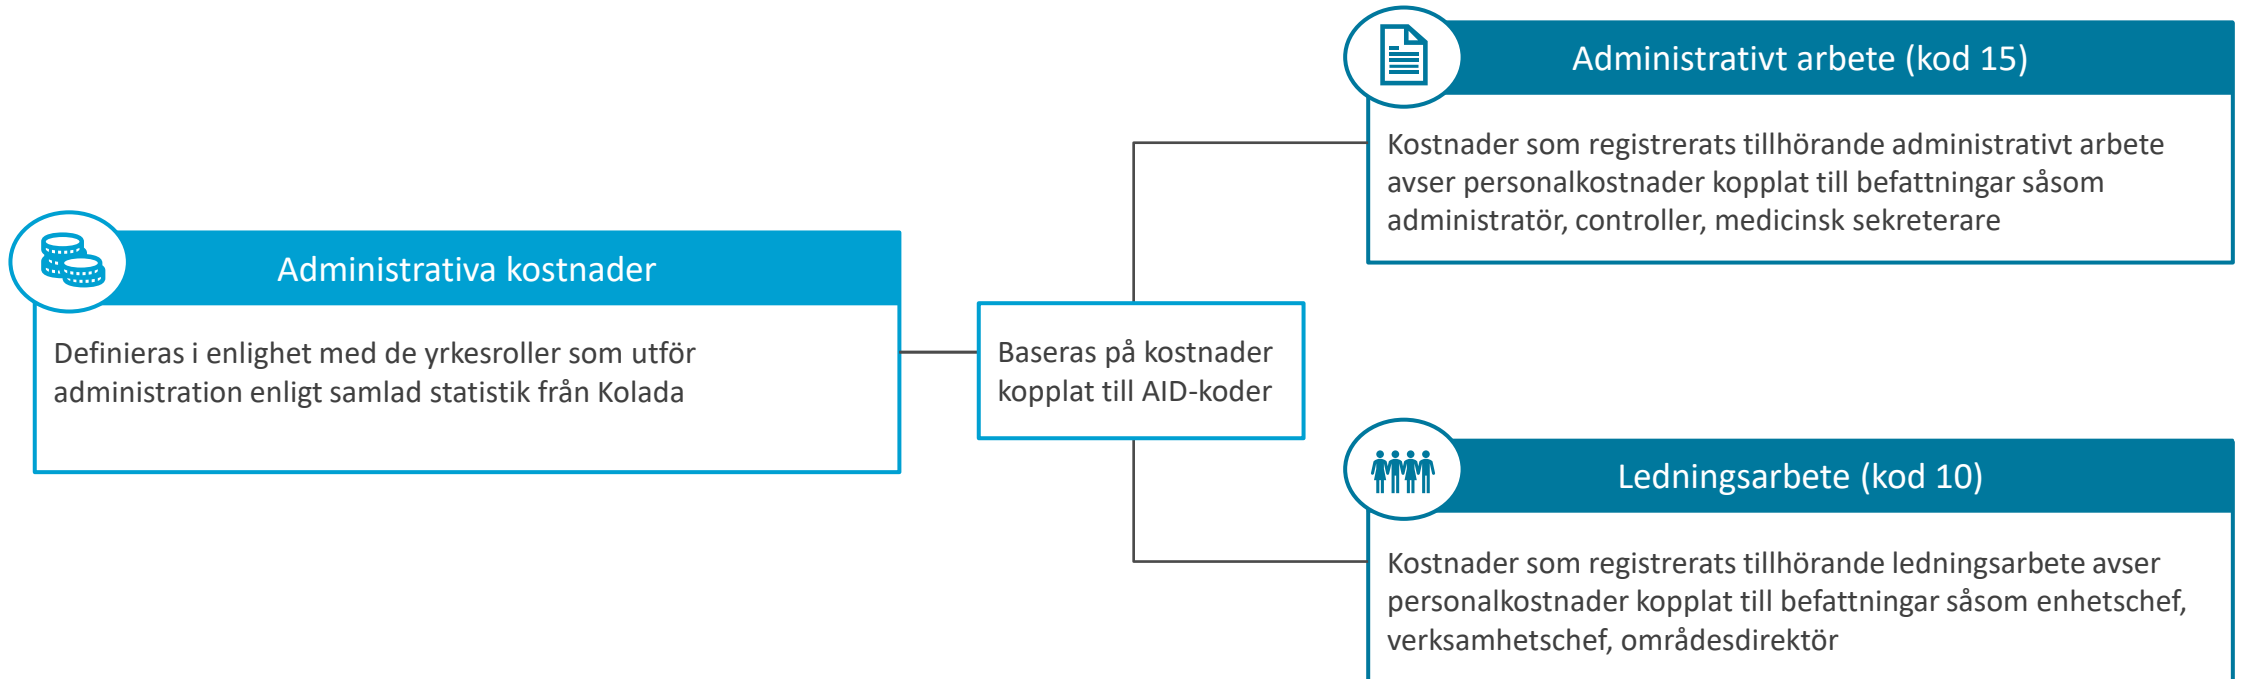 Administrativa kostnader
Definieras i enlighet med de yrkesroller som utför
administration enligt samlad statistik från Kolada
Baseras på kostnader
kopplat till AID-koder
Administrativt arbete (kod 15)
Kostnader som registrerats tillhörande administrativt arbete
avser personalkostnader kopplat till befattningar såsom
administratör, controller, medicinsk sekreterare
Ledningsarbete (kod 10)
Kostnader som registrerats tillhörande ledningsarbete avser
personalkostnader kopplat till befattningar såsom enhetschef,
verksamhetschef, områdesdirektör